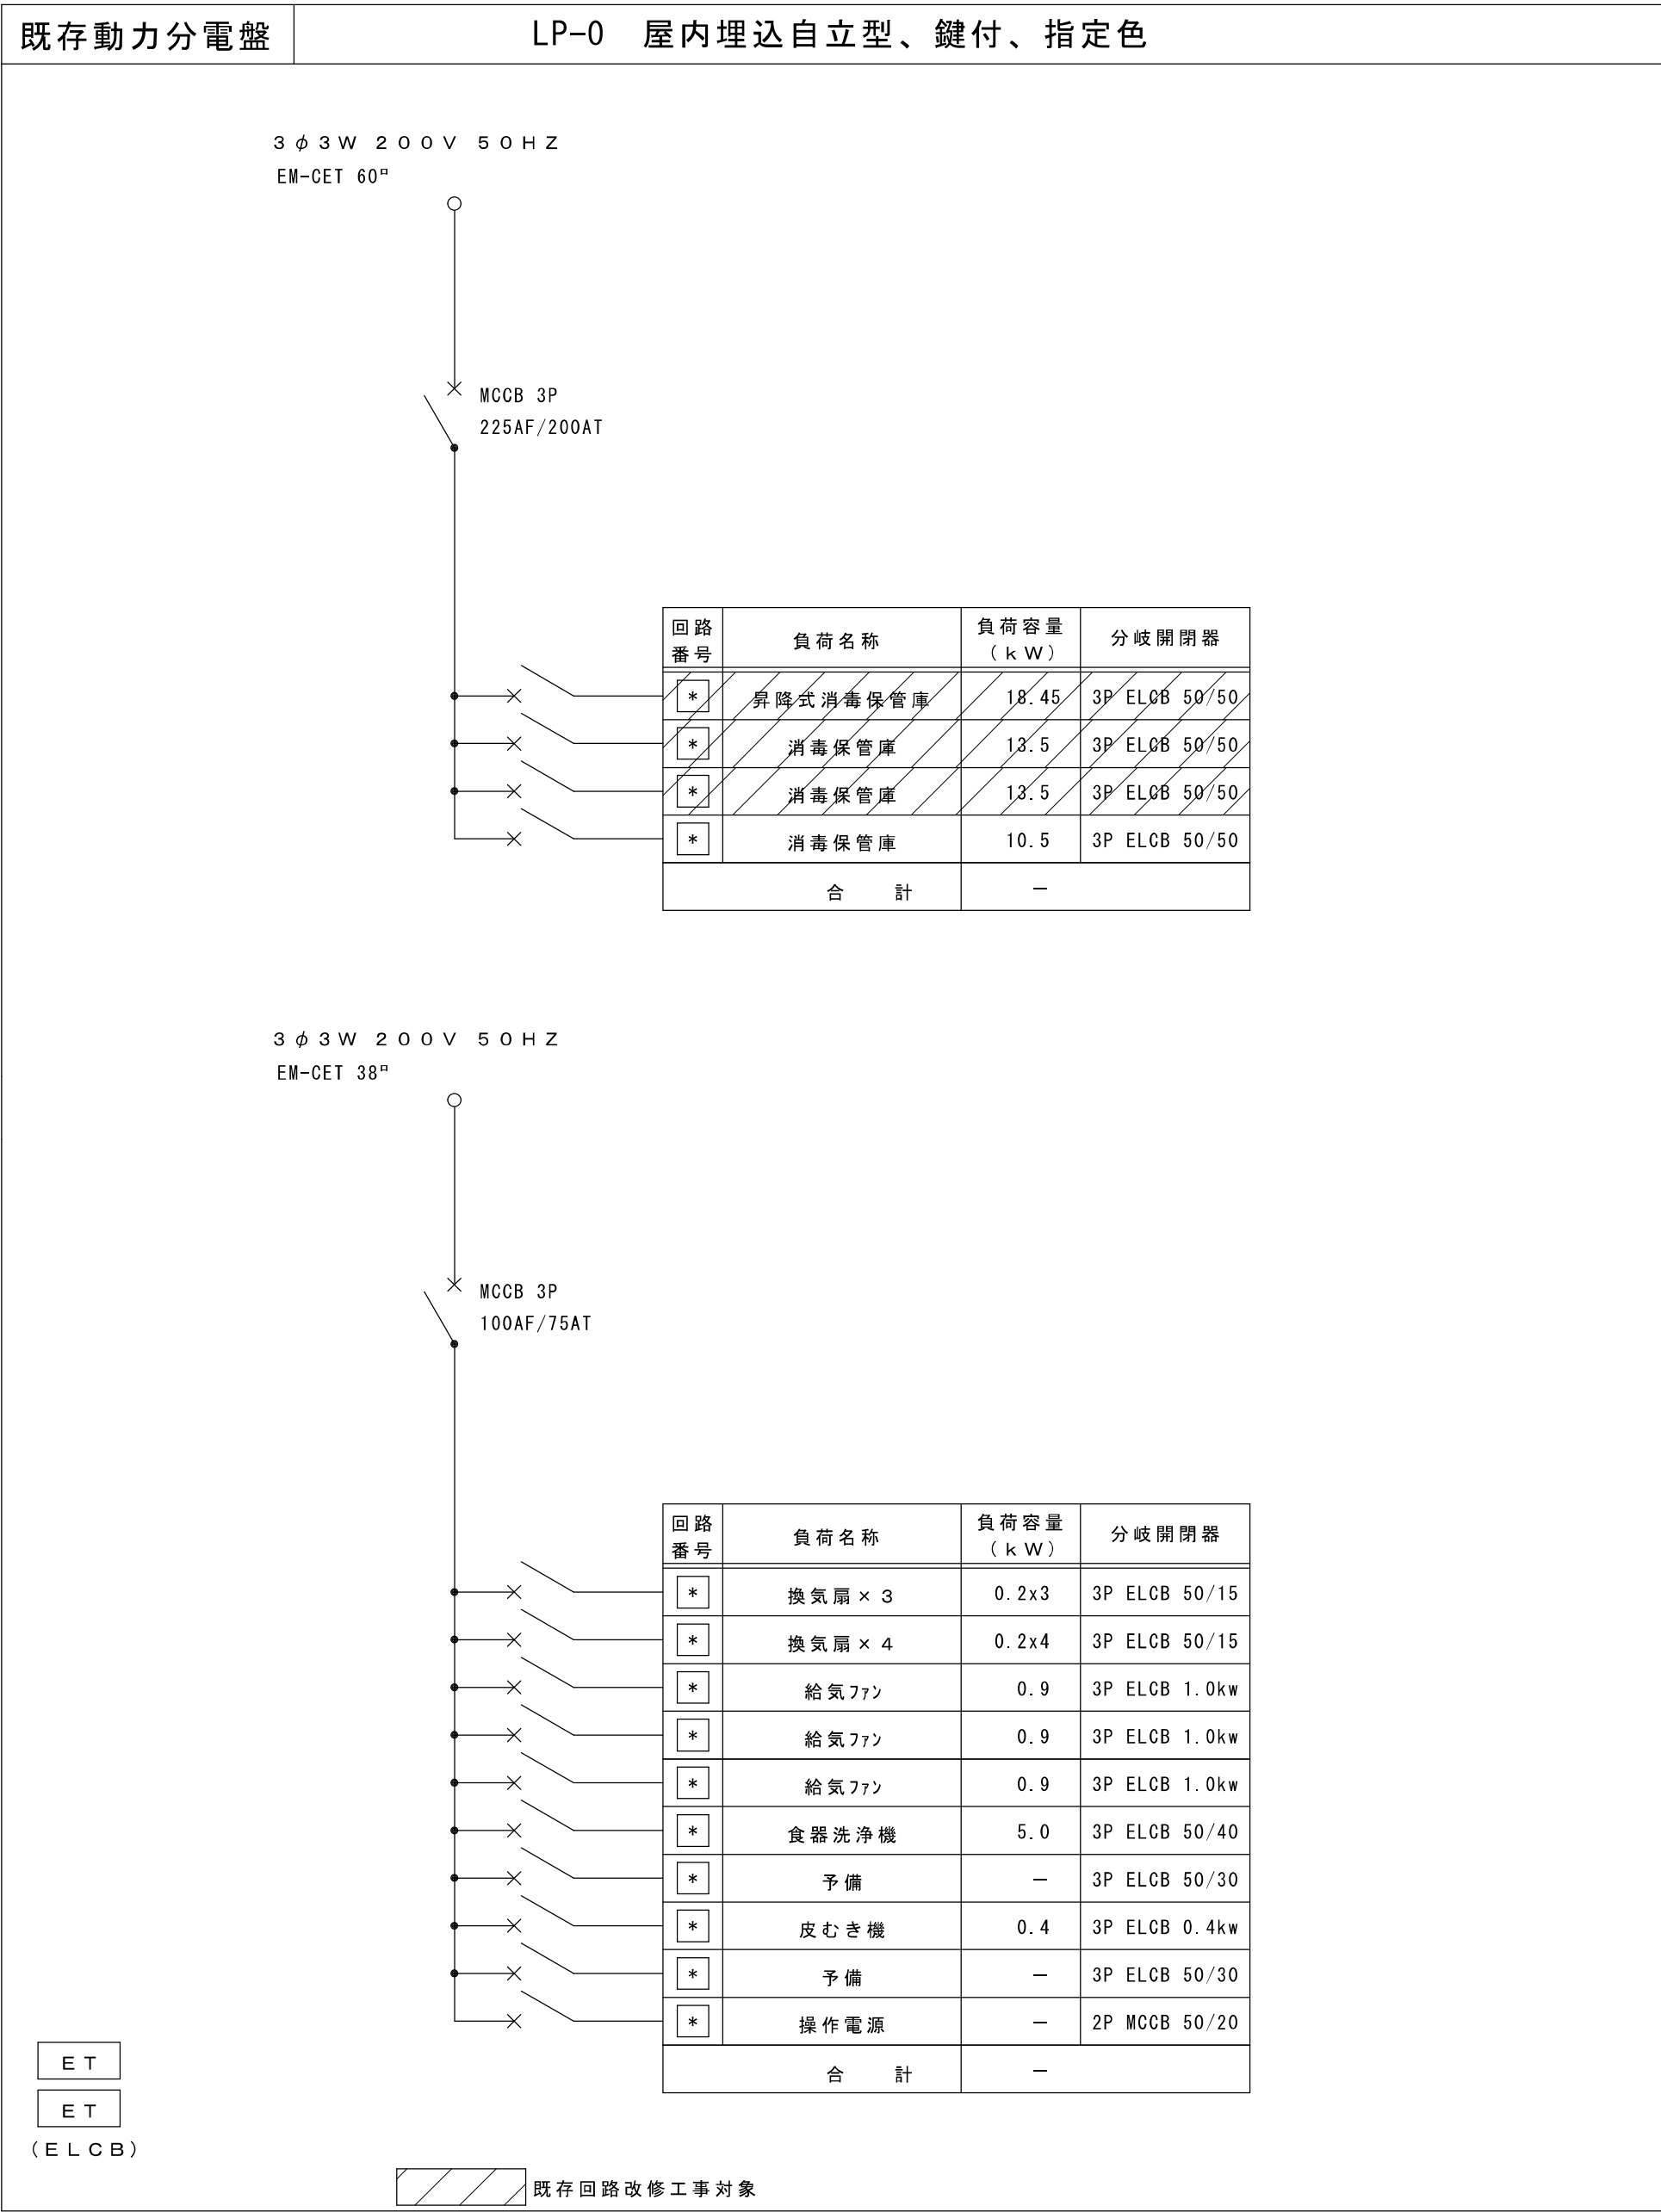 既存動力分電盤 LP-0 屋内埋込自立型、鍵付、指定色
3φ3W 200V 50HZ
EM-CET 60㎟
MCCB 3P
225AF/200AT
回路番号 負荷名称 負荷容量(kW) 分岐開閉器
* 昇降式消毒保管庫 18.45 3P ELCB 50/50
* 消毒保管庫 13.5 3P ELCB 50/50
* 消毒保管庫 13.5 3P ELCB 50/50
* 消毒保管庫 10.5 3P ELCB 50/50
合計 −
3φ3W 200V 50HZ
EM-CET 38㎟
MCCB 3P
100AF/75AT
回路番号 負荷名称 負荷容量(kW) 分岐開閉器
* 換気扇×3 0.2x3 3P ELCB 50/15
* 換気扇×4 0.2x4 3P ELCB 50/15
* 給気ファン 0.9 3P ELCB 1.0kw
* 給気ファン 0.9 3P ELCB 1.0kw
* 給気ファン 0.9 3P ELCB 1.0kw
* 食器洗浄機 5.0 3P ELCB 50/40
* 予備 − 3P ELCB 50/30
* 皮むき機 0.4 3P ELCB 0.4kw
* 予備 − 3P ELCB 50/30
* 操作電源 − 2P MCCB 50/20
合計 −
ET
ET
(ELCB)
既存回路改修工事対象